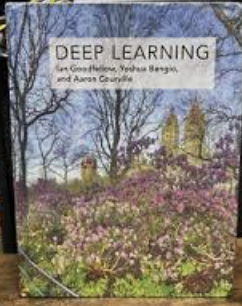 DEEP LEARNING
Ian Goodfellow, Yoshua Bengio,
and Aaron Courville